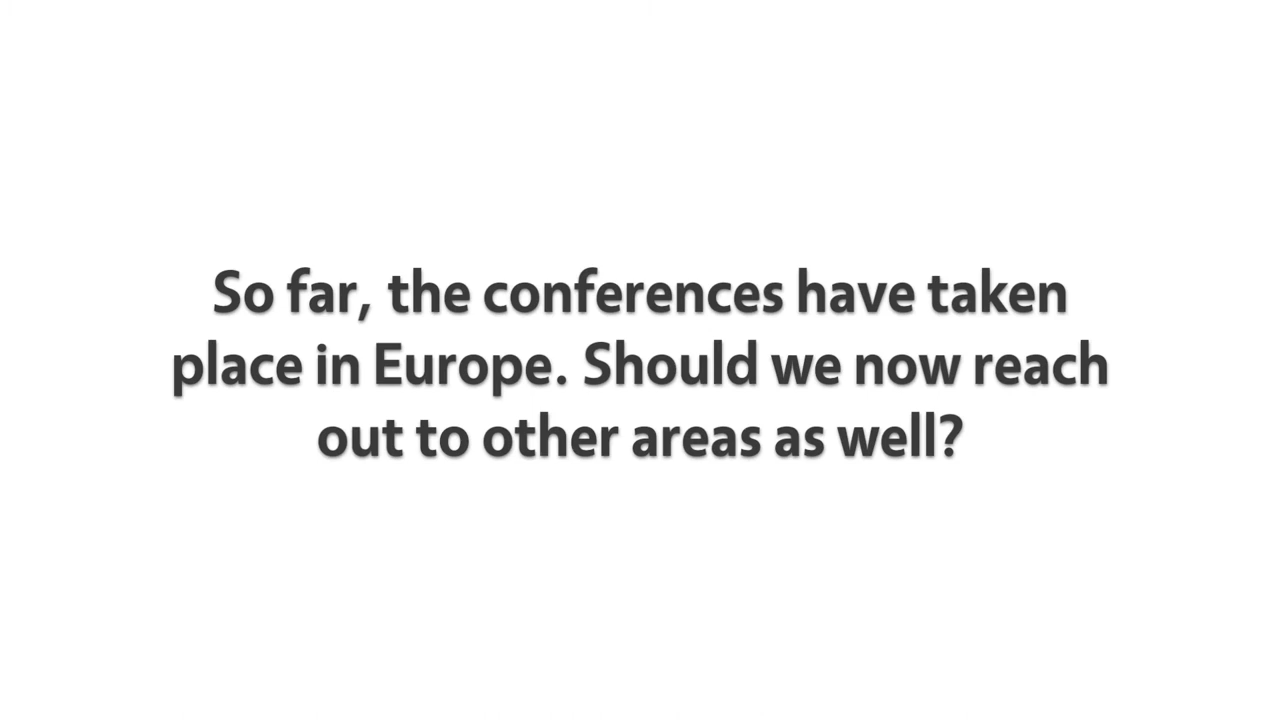 So far, the conferences have taken
place in Europe. Should we now reach
out to other areas as well?